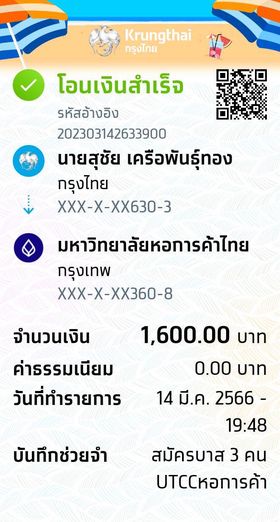 Krungthai
กรุงไทย
โอนเงินสำเร็จ
รหัสอ้างอิง
202303142633900
นายสุชัย เครือพันธุ์ทอง
กรุงไทย
XXX-X-XX630-3
มหาวิทยาลัยหอการค้าไทย
กรุงเทพ
XXX-X-XX360-8
จำนวนเงิน 1,600.00 บาท
ค่าธรรมเนียม 0.00 บาท
วันที่ทำรายการ 14 มี.ค. 2566 -
19:48
บันทึกช่วยจำ สมัครบาส 3 คน
UTCCหอการค้า